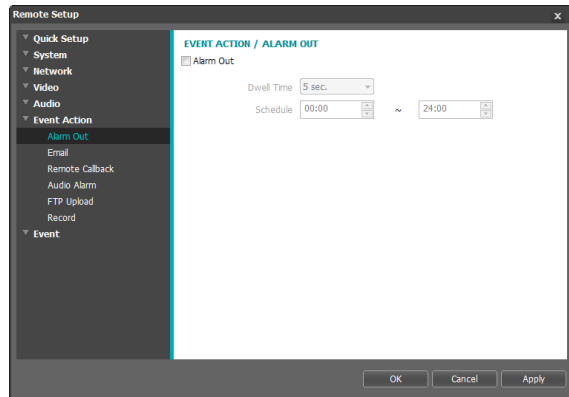 Remote Setup x
Quick Setup
System
Network
Video
Audio
Event Action
Alarm Out
Email
Remote Callback
Audio Alarm
FTP Upload
Record
Event
EVENT ACTION / ALARM OUT
Alarm Out
Dwell Time 5 sec.
Schedule 00:00 ~ 24:00
OK Cancel Apply